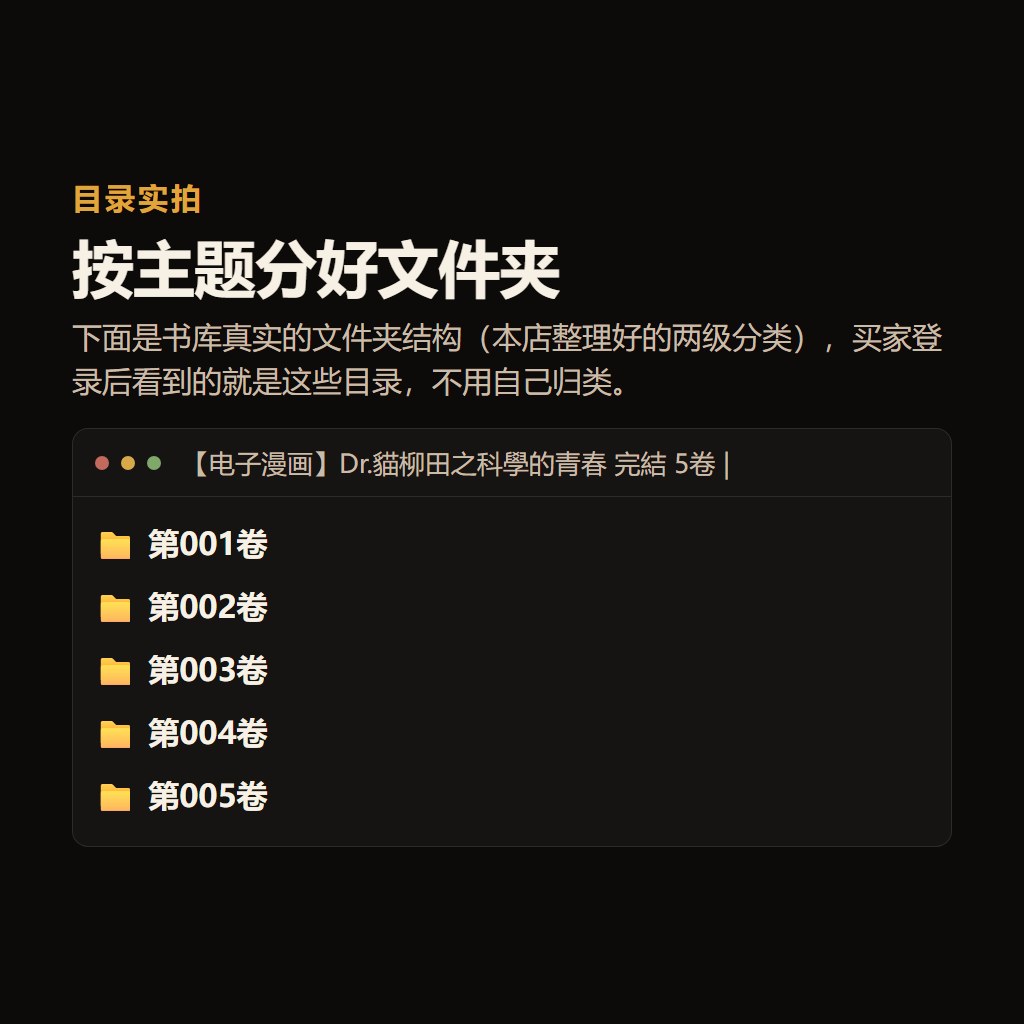 目录实拍
按主题分好文件夹
下面是书库真实的文件夹结构（本店整理好的两级分类），买家登
录后看到的就是这些目录，不用自己归类。
【电子漫画】Dr.貓柳田之科學的青春 完結 5卷 |
第001卷
第002卷
第003卷
第004卷
第005卷